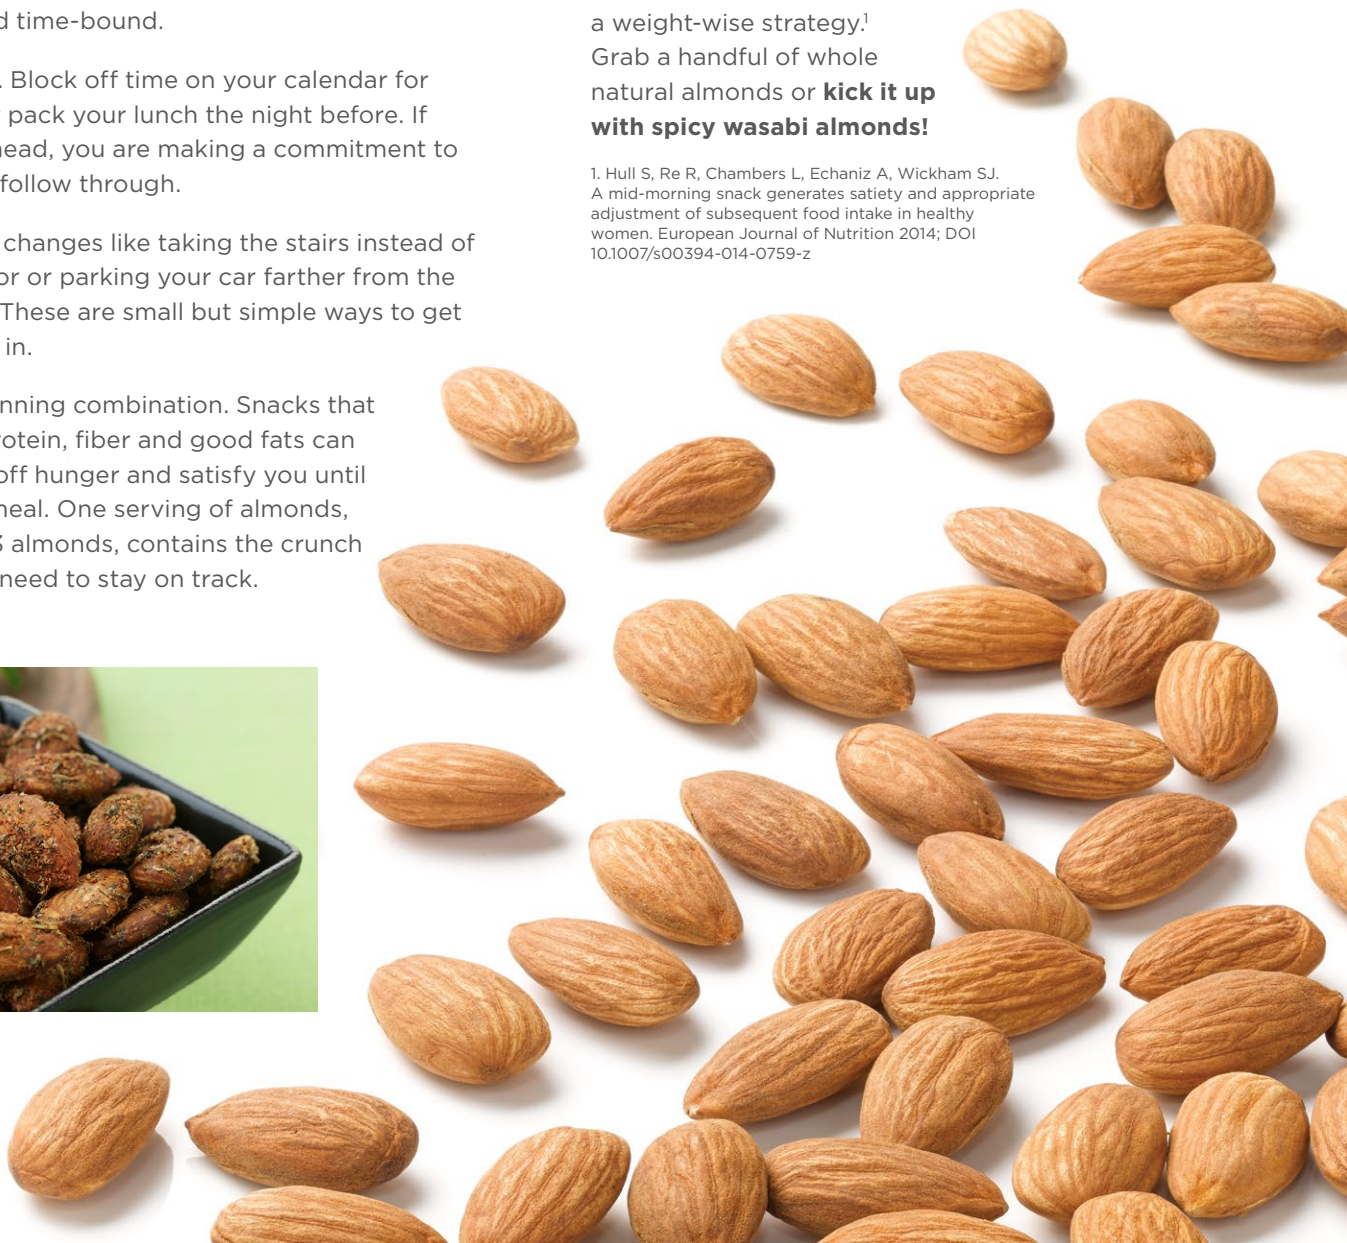 d time-bound.
. Block off time on your calendar for
pack your lunch the night before. If
head, you are making a commitment to
follow through.
changes like taking the stairs instead of
or or parking your car farther from the
These are small but simple ways to get
in.
nning combination. Snacks that
rotein, fiber and good fats can
off hunger and satisfy you until
meal. One serving of almonds,
3 almonds, contains the crunch
need to stay on track.
a weight-wise strategy.¹
Grab a handful of whole
natural almonds or kick it up
with spicy wasabi almonds!
1. Hull S, Re R, Chambers L, Echaniz A, Wickham SJ.
A mid-morning snack generates satiety and appropriate
adjustment of subsequent food intake in healthy
women. European Journal of Nutrition 2014; DOI
10.1007/s00394-014-0759-z